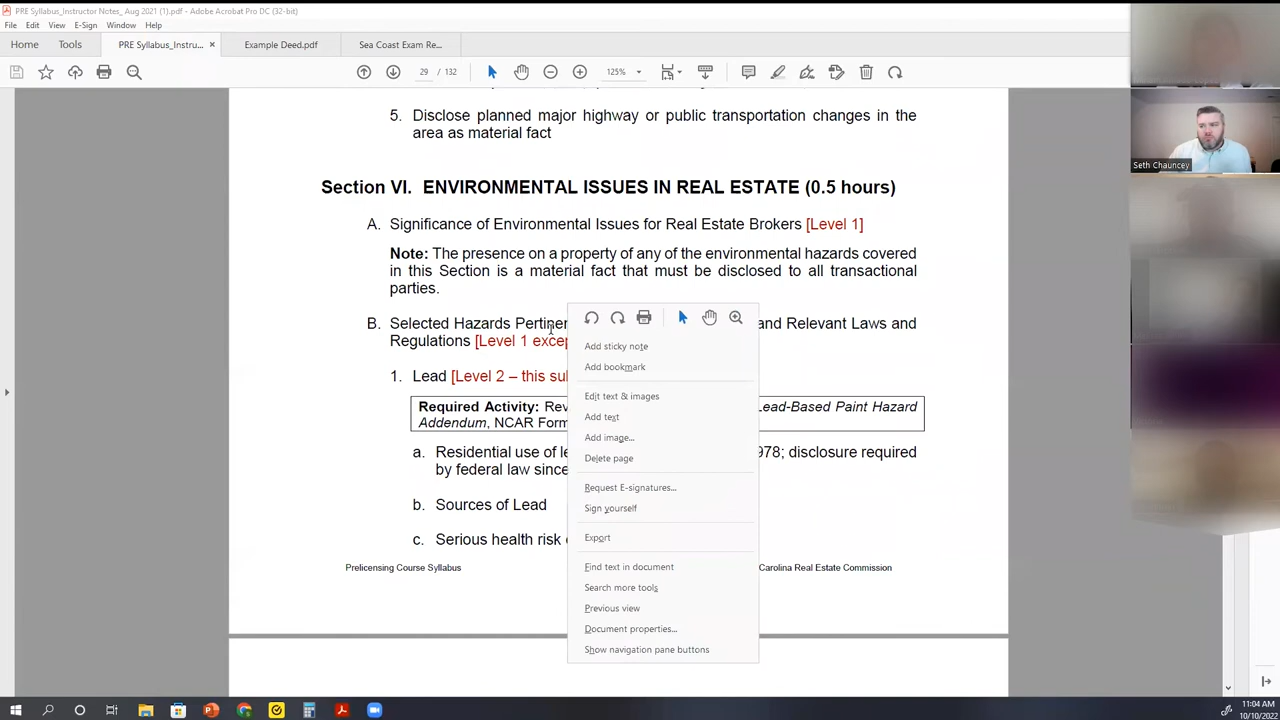 PRE Syllabus_Instructor Notes_ Aug 2021 (1).pdf - Adobe Acrobat Pro DC (32-bit)
File Edit View E-Sign Window Help
Home Tools PRE Syllabus_Instru... × Example Deed.pdf Sea Coast Exam Re...
29 / 132 125%
5. Disclose planned major highway or public transportation changes in the
area as material fact
Section VI. ENVIRONMENTAL ISSUES IN REAL ESTATE (0.5 hours)
A. Significance of Environmental Issues for Real Estate Brokers [Level 1]
Note: The presence on a property of any of the environmental hazards covered
in this Section is a material fact that must be disclosed to all transactional
parties.
B. Selected Hazards Pertinen and Relevant Laws and
Regulations [Level 1 excep
1. Lead [Level 2 – this su
Required Activity: Rev Lead-Based Paint Hazard
Addendum, NCAR Form
a. Residential use of le 978; disclosure required
by federal law since
b. Sources of Lead
c. Serious health risk
Prelicensing Course Syllabus Carolina Real Estate Commission
Add sticky note
Add bookmark
Edit text & images
Add text
Add image...
Delete page
Request E-signatures...
Sign yourself
Export
Find text in document
Search more tools
Previous view
Document properties...
Show navigation pane buttons
Seth Chauncey
11:04 AM
10/10/2022